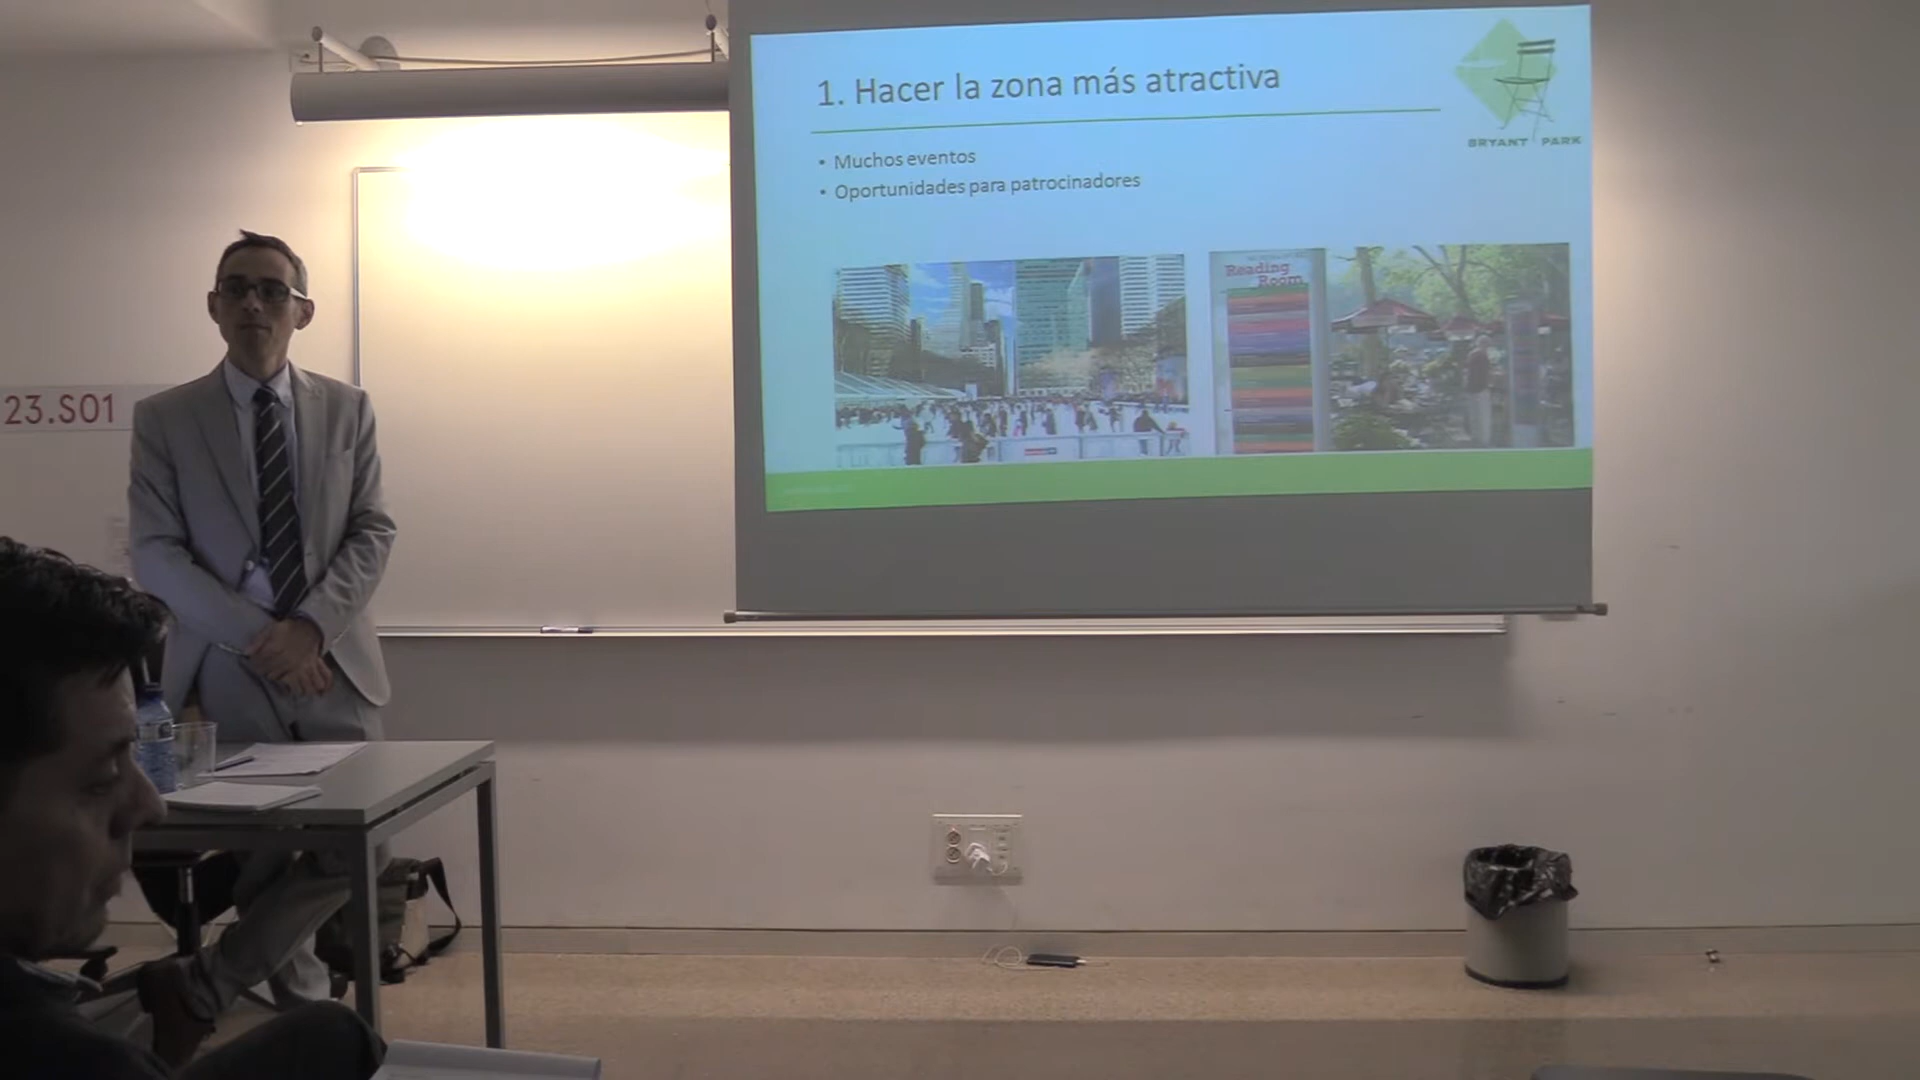 1. Hacer la zona más atractiva
BRYANT PARK
• Muchos eventos
• Oportunidades para patrocinadores
Reading
Room
23.S01